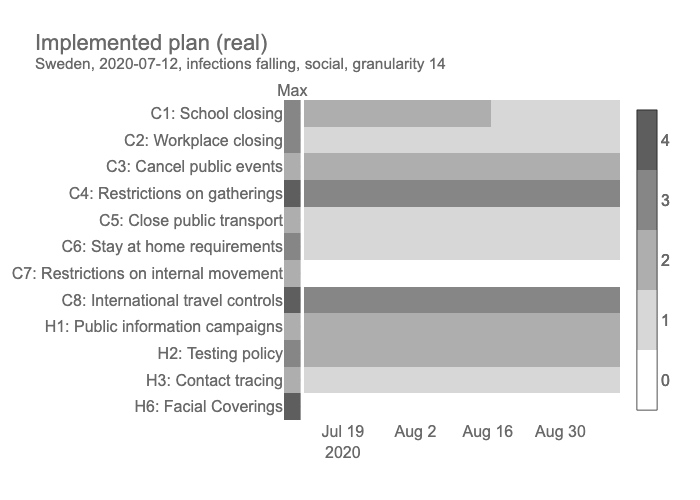 Implemented plan (real)
Sweden, 2020-07-12, infections falling, social, granularity 14
Max
C1: School closing
C2: Workplace closing
C3: Cancel public events
C4: Restrictions on gatherings
C5: Close public transport
C6: Stay at home requirements
C7: Restrictions on internal movement
C8: International travel controls
H1: Public information campaigns
H2: Testing policy
H3: Contact tracing
H6: Facial Coverings
4
3
2
1
0
Jul 19 Aug 2 Aug 16 Aug 30
2020